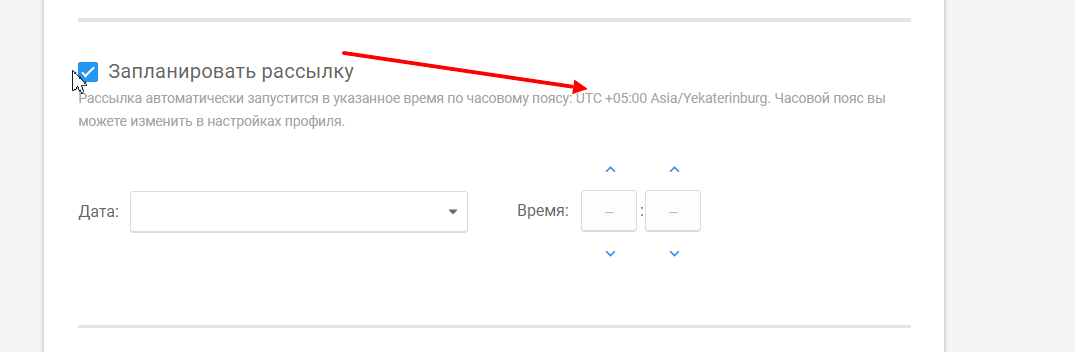 Запланировать рассылку
Рассылка автоматически запустится в указанное время по часовому поясу: UTC +05:00 Asia/Yekaterinburg. Часовой пояс вы
можете изменить в настройках профиля.
Дата:
Время: – : –